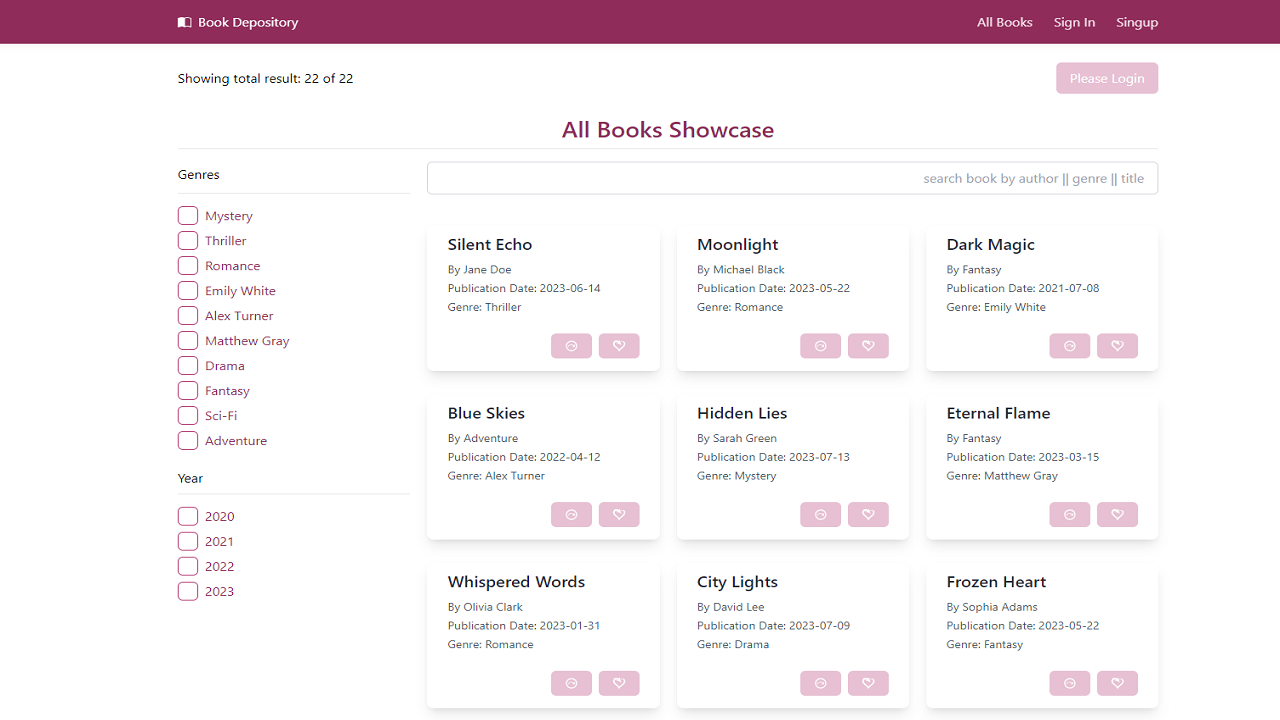 Book Depository
All Books Sign In Singup
Showing total result: 22 of 22
Please Login
All Books Showcase
Genres
Mystery
Thriller
Romance
Emily White
Alex Turner
Matthew Gray
Drama
Fantasy
Sci-Fi
Adventure
Year
2020
2021
2022
2023
search book by author || genre || title
Silent Echo
By Jane Doe
Publication Date: 2023-06-14
Genre: Thriller
Moonlight
By Michael Black
Publication Date: 2023-05-22
Genre: Romance
Dark Magic
By Fantasy
Publication Date: 2021-07-08
Genre: Emily White
Blue Skies
By Adventure
Publication Date: 2022-04-12
Genre: Alex Turner
Hidden Lies
By Sarah Green
Publication Date: 2023-07-13
Genre: Mystery
Eternal Flame
By Fantasy
Publication Date: 2023-03-15
Genre: Matthew Gray
Whispered Words
By Olivia Clark
Publication Date: 2023-01-31
Genre: Romance
City Lights
By David Lee
Publication Date: 2023-07-09
Genre: Drama
Frozen Heart
By Sophia Adams
Publication Date: 2023-05-22
Genre: Fantasy